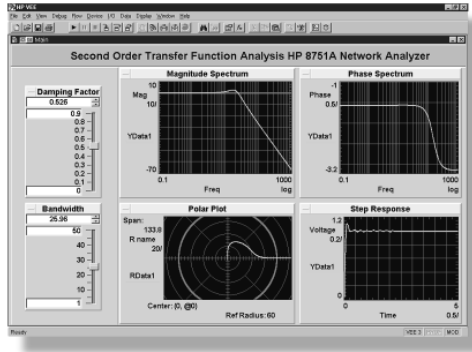 HP VEE
File Edit View Debug Flow Device I/O Data Display Window Help
Main
Second Order Transfer Function Analysis HP 8751A Network Analyzer
Damping Factor
0.526
0.9
0.8
0.7
0.6
0.5
0.4
0.3
0.2
0.1
0
Magnitude Spectrum
10
Mag
10/
YData1
-70
0.1
1000
Freq
log
Phase Spectrum
-1
Phase
0.5/
YData1
-3.2
0.1
1000
Freq
log
Bandwidth
25.96
50
40
30
20
10
1
Polar Plot
Span:
133.8
R name
20/
RData1
Center: (0, @0)
Ref Radius: 60
Step Response
1.2
Voltage
0.2/
YData1
0
0
5
Time
0.5/
Ready
VEE 3
MOD